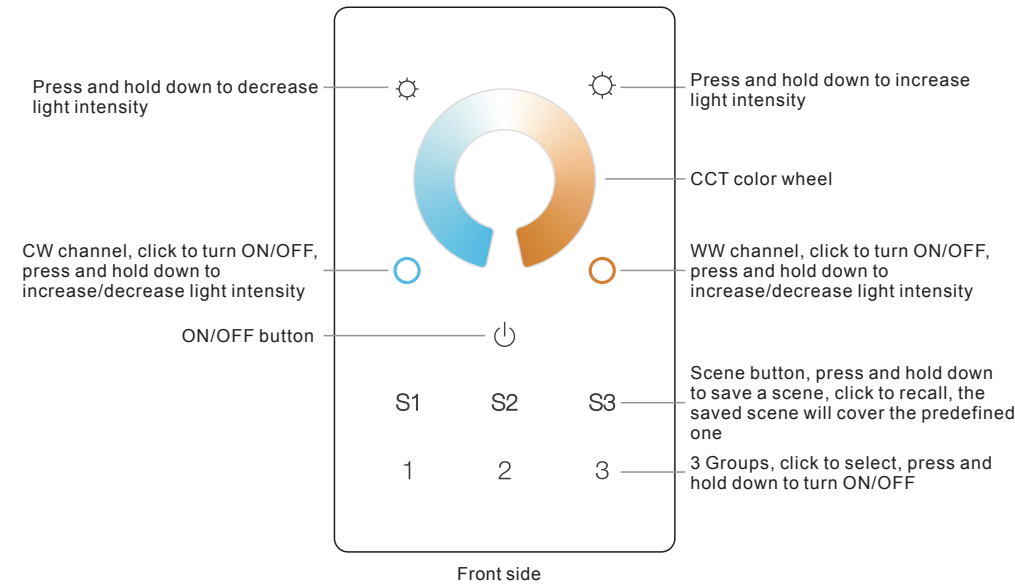 Press and hold down to decrease
light intensity
Press and hold down to increase
light intensity
CCT color wheel
CW channel, click to turn ON/OFF,
press and hold down to
increase/decrease light intensity
WW channel, click to turn ON/OFF,
press and hold down to
increase/decrease light intensity
ON/OFF button
S1 S2 S3
Scene button, press and hold down
to save a scene, click to recall, the
saved scene will cover the predefined
one
1 2 3
3 Groups, click to select, press and
hold down to turn ON/OFF
Front side